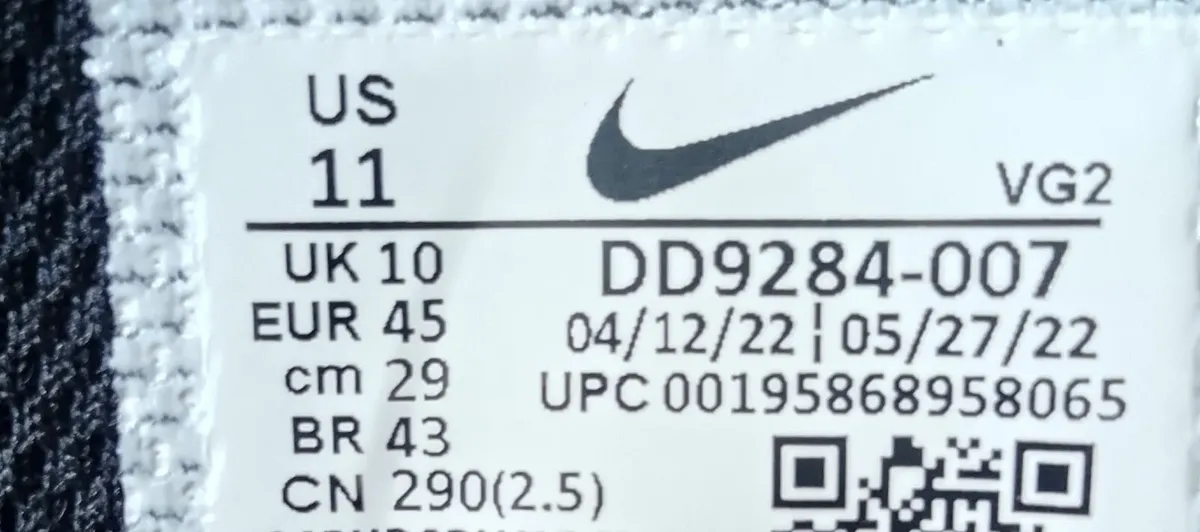 US
11
VG2
UK 10
DD9284-007
EUR 45
04/12/22 ¦ 05/27/22
cm 29
UPC 00195868958065
BR 43
CN 290(2.5)